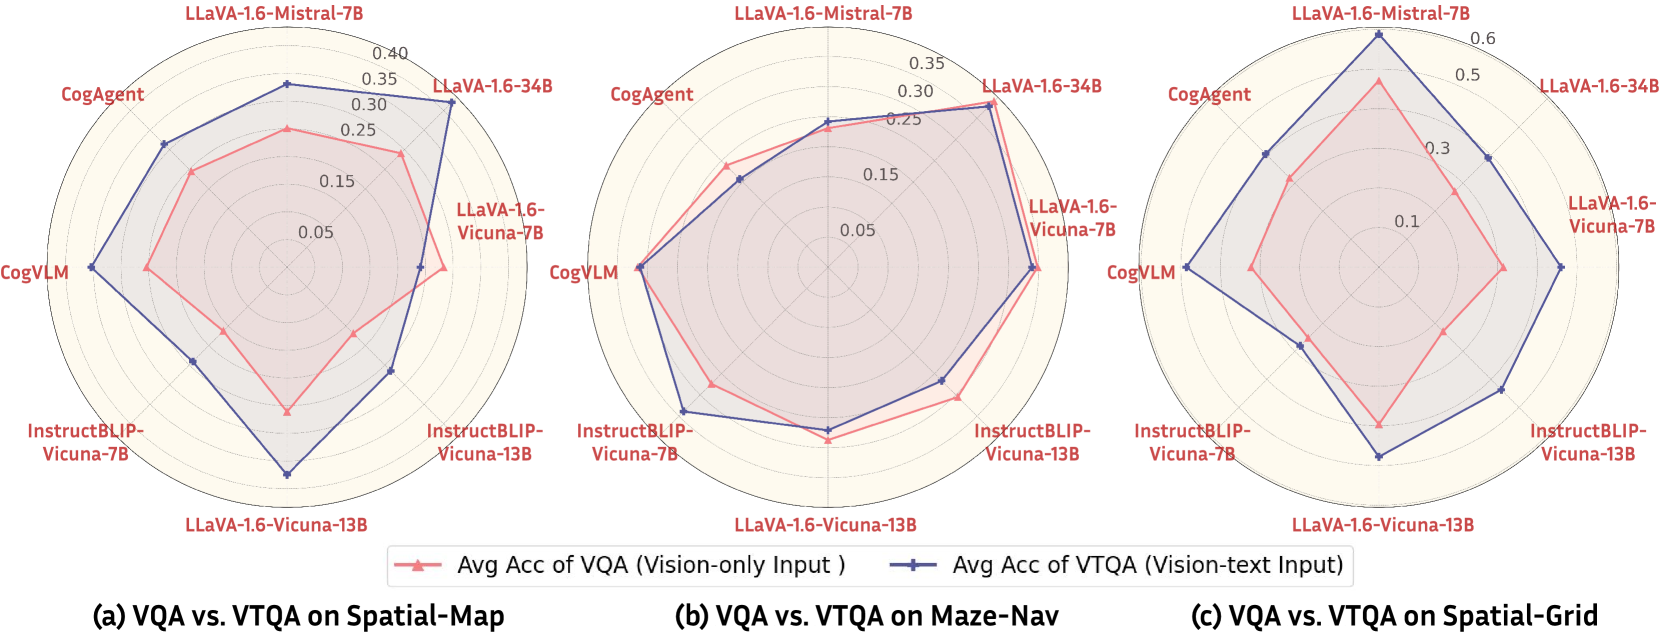 LLaVA-1.6-Mistral-7B
0.40
0.35
0.30
0.25
0.15
0.05
LLaVA-1.6-34B
CogAgent
LLaVA-1.6-
Vicuna-7B
CogVLM
InstructBLIP-
Vicuna-7B
InstructBLIP-
Vicuna-13B
LLaVA-1.6-Vicuna-13B
LLaVA-1.6-Mistral-7B
0.35
0.30
0.25
0.15
0.05
LLaVA-1.6-34B
CogAgent
LLaVA-1.6-
Vicuna-7B
CogVLM
InstructBLIP-
Vicuna-7B
InstructBLIP-
Vicuna-13B
LLaVA-1.6-Vicuna-13B
LLaVA-1.6-Mistral-7B
0.6
0.5
0.3
0.1
LLaVA-1.6-34B
CogAgent
LLaVA-1.6-
Vicuna-7B
CogVLM
InstructBLIP-
Vicuna-7B
InstructBLIP-
Vicuna-13B
LLaVA-1.6-Vicuna-13B
Avg Acc of VQA (Vision-only Input )
Avg Acc of VTQA (Vision-text Input)
(a) VQA vs. VTQA on Spatial-Map
(b) VQA vs. VTQA on Maze-Nav
(c) VQA vs. VTQA on Spatial-Grid